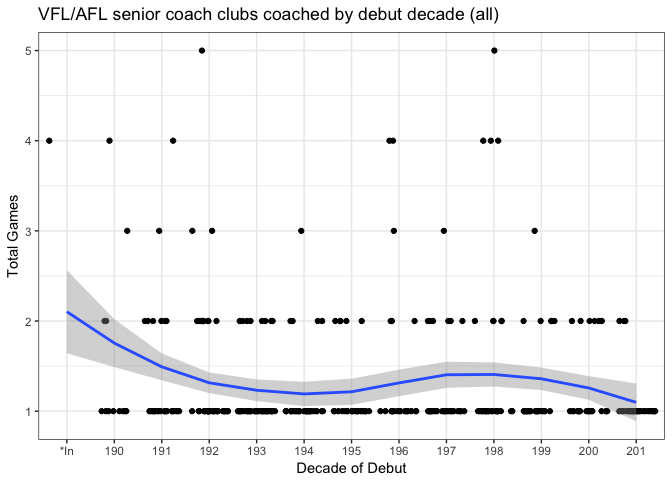 VFL/AFL senior coach clubs coached by debut decade (all)
5
4
3
2
1
Total Games
*In 190 191 192 193 194 195 196 197 198 199 200 201
Decade of Debut